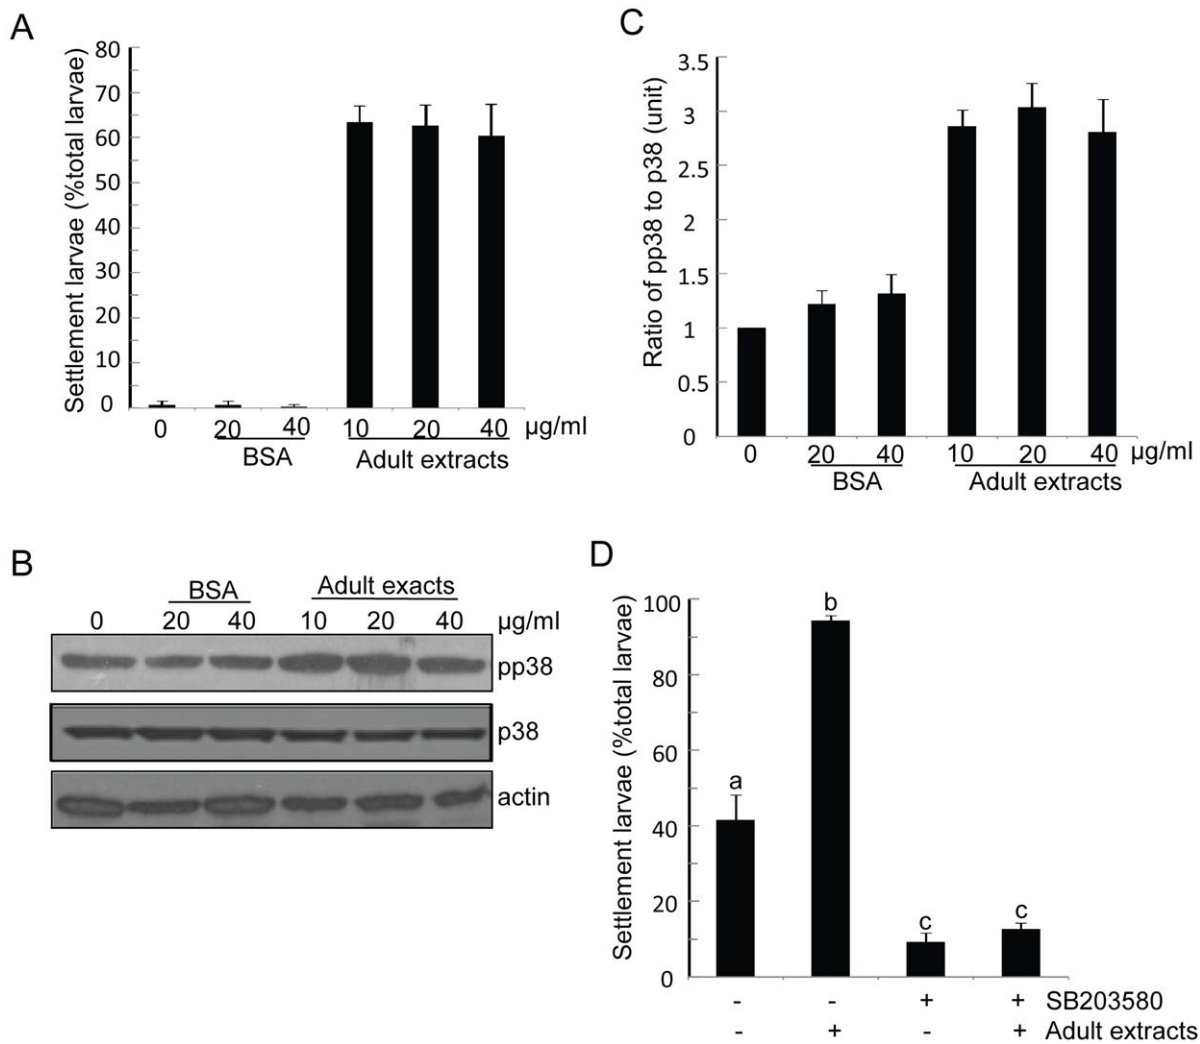 A
Settlement larvae (%total larvae)
80
70
60
50
40
30
20
10
0
0 20 40 10 20 40 µg/ml
BSA Adult extracts
C
Ratio of pp38 to p38 (unit)
3.5
3
2.5
2
1.5
1
0.5
0
0 20 40 10 20 40 µg/ml
BSA Adult extracts
B
BSA Adult exacts
0 20 40 10 20 40 µg/ml
pp38
p38
actin
D
Settlement larvae (%total larvae)
100
80
60
40
20
0
a b c c
- - + + SB203580
- + - + Adult extracts